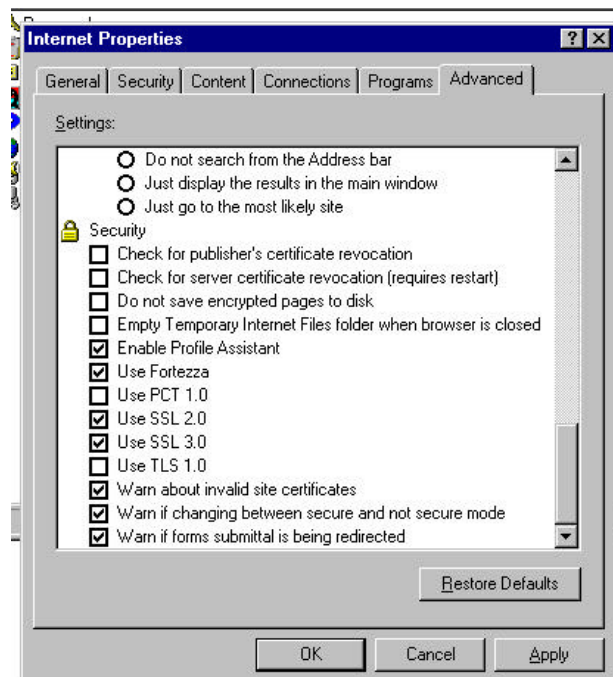 Internet Properties
General Security Content Connections Programs Advanced
Settings:
Do not search from the Address bar
Just display the results in the main window
Just go to the most likely site
Security
Check for publisher's certificate revocation
Check for server certificate revocation (requires restart)
Do not save encrypted pages to disk
Empty Temporary Internet Files folder when browser is closed
Enable Profile Assistant
Use Fortezza
Use PCT 1.0
Use SSL 2.0
Use SSL 3.0
Use TLS 1.0
Warn about invalid site certificates
Warn if changing between secure and not secure mode
Warn if forms submittal is being redirected
Restore Defaults
OK Cancel Apply